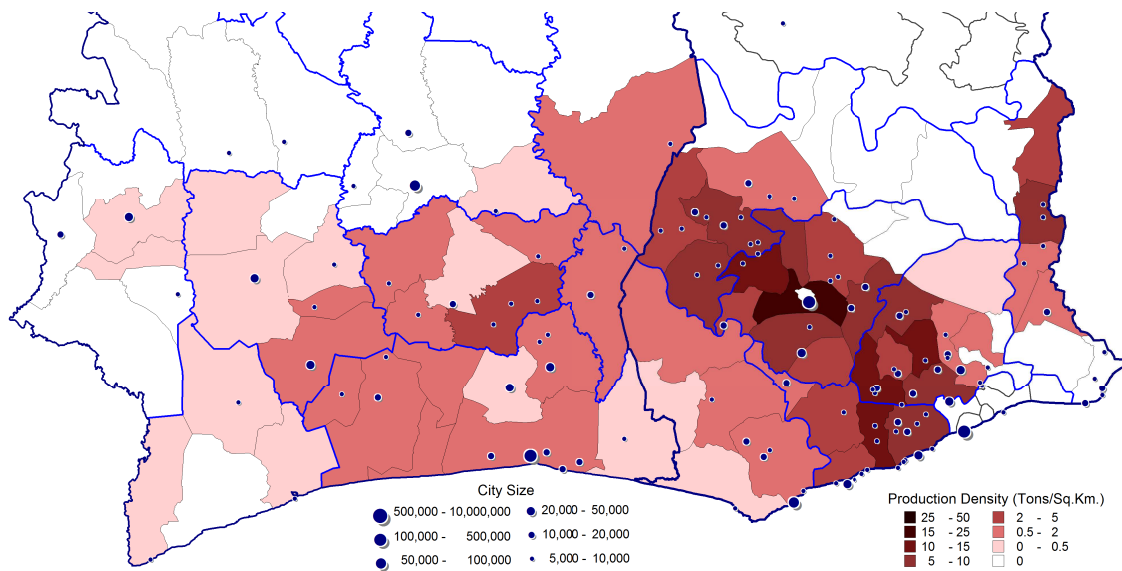 City Size
500,000 - 10,000,000
100,000 - 500,000
50,000 - 100,000
20,000 - 50,000
10,000 - 20,000
5,000 - 10,000
Production Density (Tons/Sq.Km.)
25 - 50
15 - 25
10 - 15
5 - 10
2 - 5
0.5 - 2
0 - 0.5
0